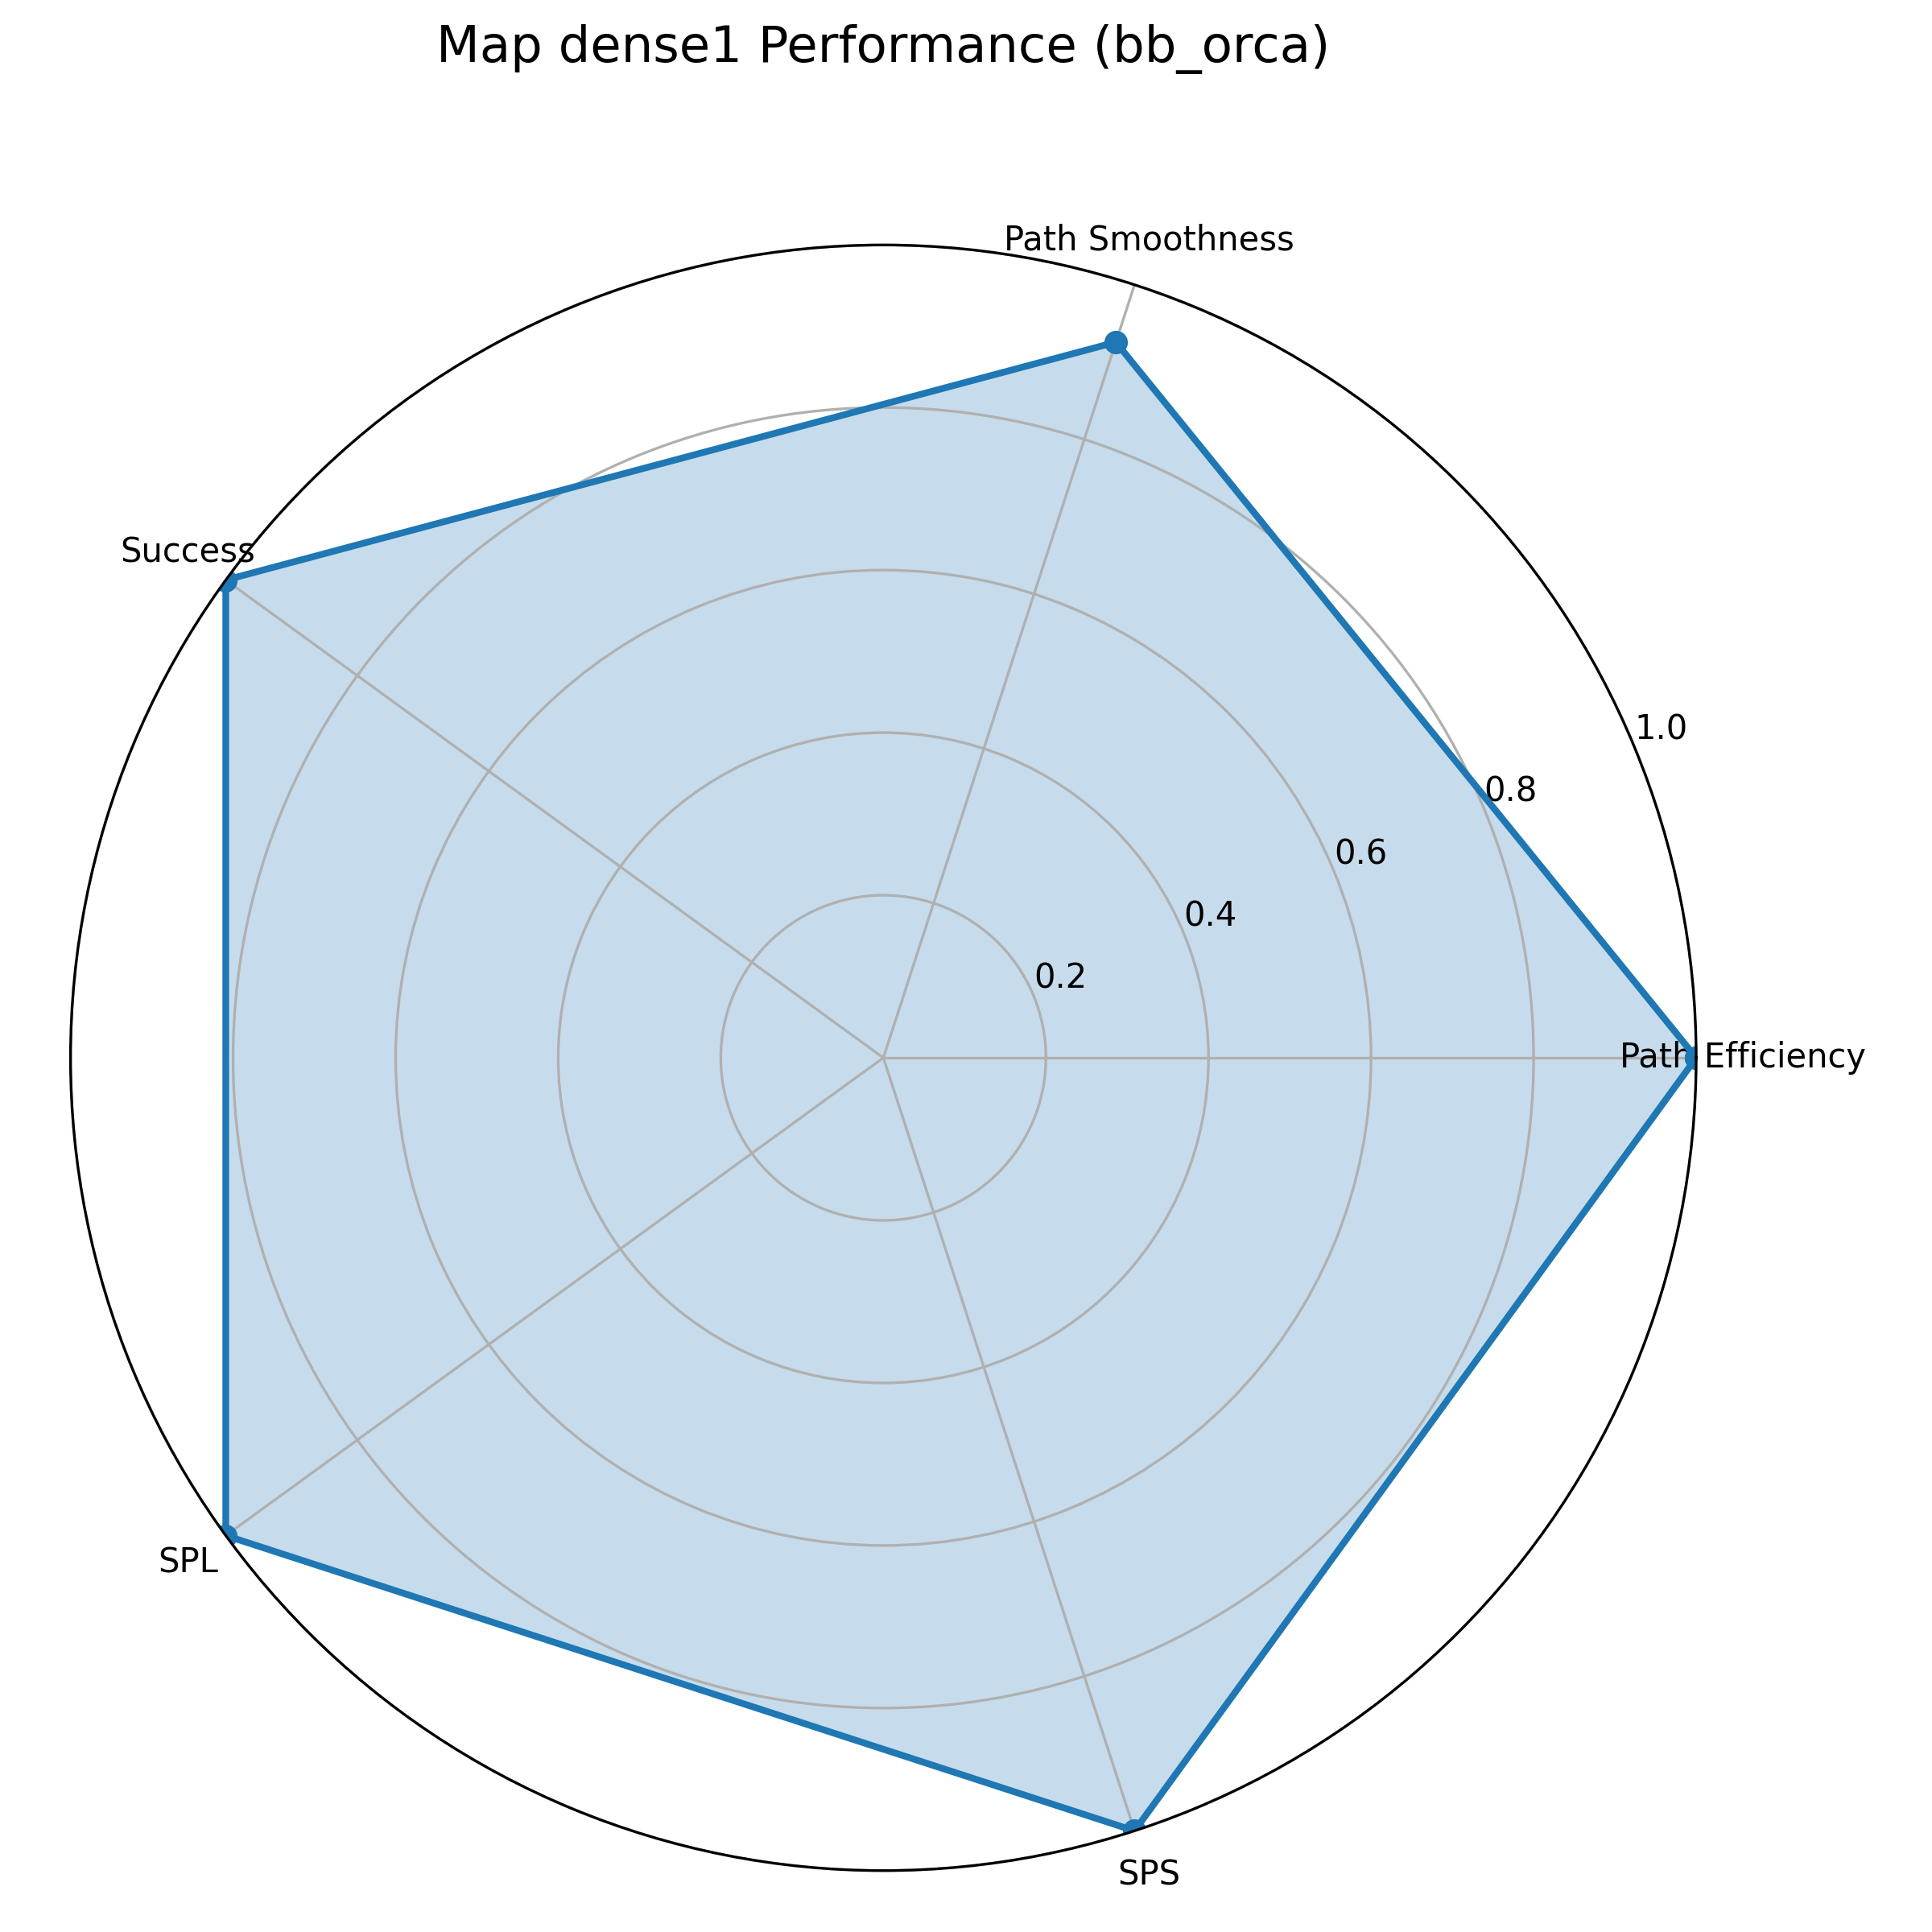 Map dense1 Performance (bb_orca)
Path Smoothness
Success
1.0
0.8
0.6
0.4
0.2
Path Efficiency
SPL
SPS